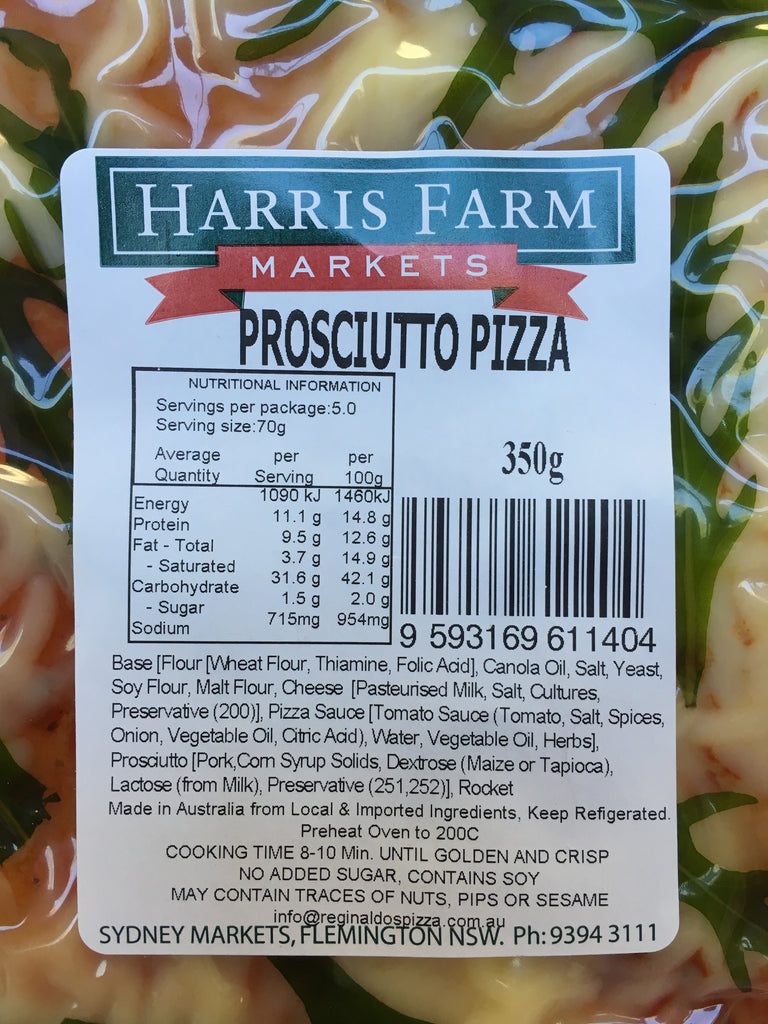 HARRIS FARM
MARKETS
PROSCIUTTO PIZZA
NUTRITIONAL INFORMATION
Servings per package:5.0
Serving size:70g
Average Quantity per Serving per 100g
Energy 1090 kJ 1460kJ
Protein 11.1 g 14.8 g
Fat - Total 9.5 g 12.6 g
- Saturated 3.7 g 14.9 g
Carbohydrate 31.6 g 42.1 g
- Sugar 1.5 g 2.0 g
Sodium 715mg 954mg
350g
9 593169 611404
Base [Flour [Wheat Flour, Thiamine, Folic Acid], Canola Oil, Salt, Yeast,
Soy Flour, Malt Flour, Cheese [Pasteurised Milk, Salt, Cultures,
Preservative (200)], Pizza Sauce [Tomato Sauce (Tomato, Salt, Spices,
Onion, Vegetable Oil, Citric Acid), Water, Vegetable Oil, Herbs],
Prosciutto [Pork,Corn Syrup Solids, Dextrose (Maize or Tapioca),
Lactose (from Milk), Preservative (251,252)], Rocket
Made in Australia from Local & Imported Ingredients, Keep Refigerated.
Preheat Oven to 200C
COOKING TIME 8-10 Min. UNTIL GOLDEN AND CRISP
NO ADDED SUGAR, CONTAINS SOY
MAY CONTAIN TRACES OF NUTS, PIPS OR SESAME
info@reginaldospizza.com.au
SYDNEY MARKETS, FLEMINGTON NSW. Ph: 9394 3111